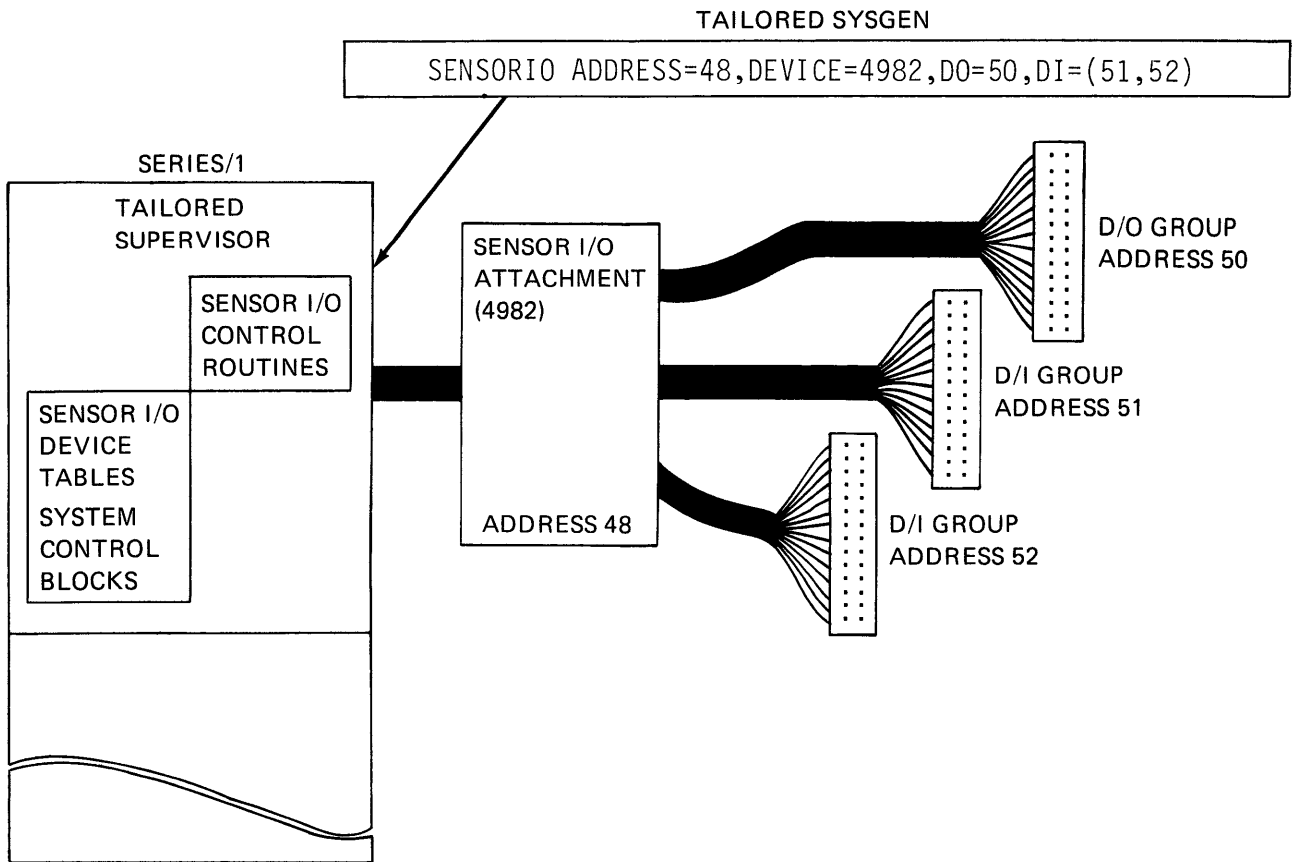 TAILORED SYSGEN
SENSORIO ADDRESS=48,DEVICE=4982,DO=50,DI=(51,52)
SERIES/1
TAILORED
SUPERVISOR
SENSOR I/O
CONTROL
ROUTINES
SENSOR I/O
DEVICE
TABLES
SYSTEM
CONTROL
BLOCKS
SENSOR I/O
ATTACHMENT
(4982)
ADDRESS 48
D/O GROUP
ADDRESS 50
D/I GROUP
ADDRESS 51
D/I GROUP
ADDRESS 52